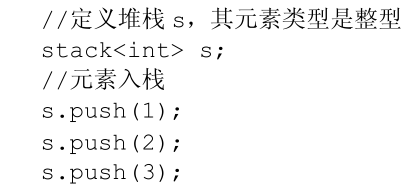 //定义堆栈 s，其元素类型是整型
stack<int> s;
//元素入栈
s.push(1);
s.push(2);
s.push(3);